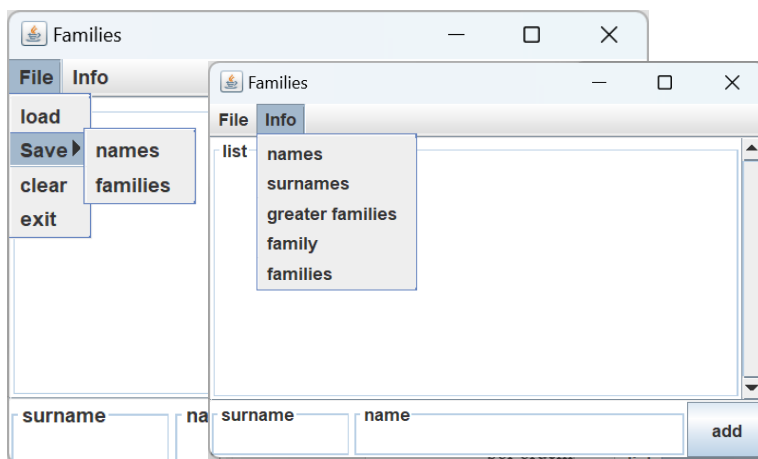 Families
File Info
load
Save names
clear families
exit
surname na
Families
File Info
list
names
surnames
greater families
family
families
surname name
add